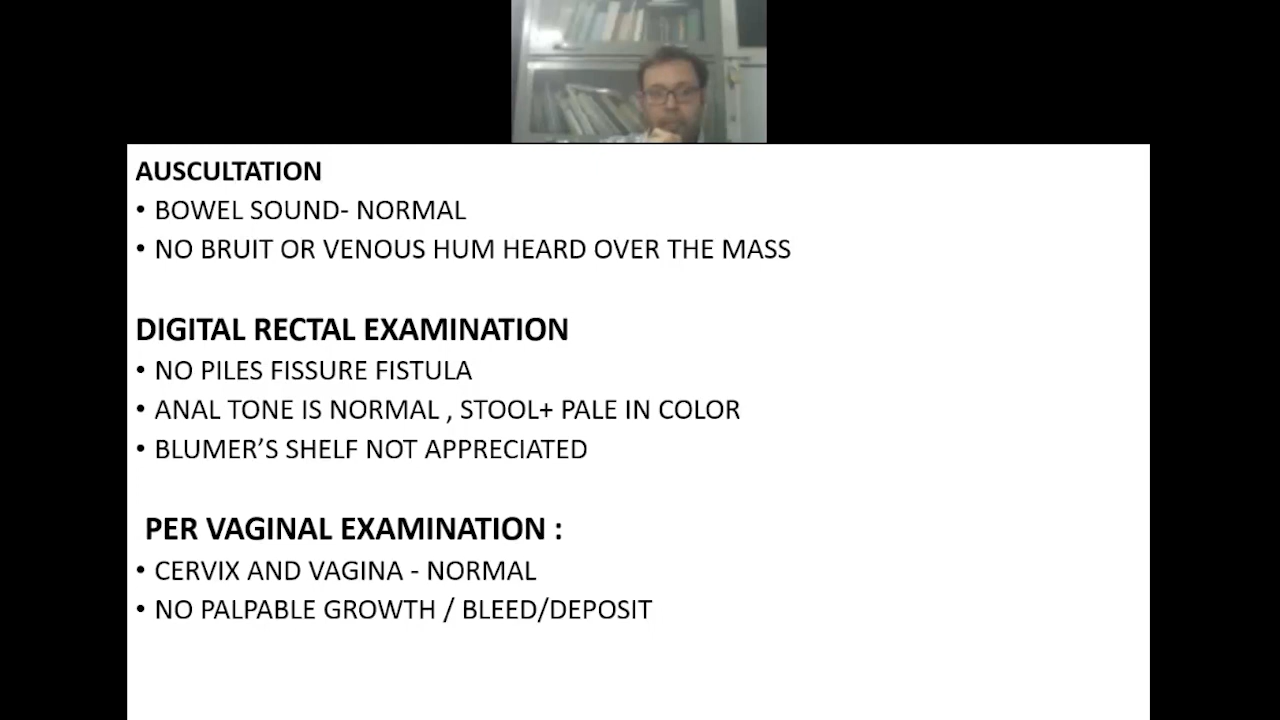 AUSCULTATION
• BOWEL SOUND- NORMAL
• NO BRUIT OR VENOUS HUM HEARD OVER THE MASS
DIGITAL RECTAL EXAMINATION
• NO PILES FISSURE FISTULA
• ANAL TONE IS NORMAL , STOOL+ PALE IN COLOR
• BLUMER’S SHELF NOT APPRECIATED
PER VAGINAL EXAMINATION :
• CERVIX AND VAGINA - NORMAL
• NO PALPABLE GROWTH / BLEED/DEPOSIT